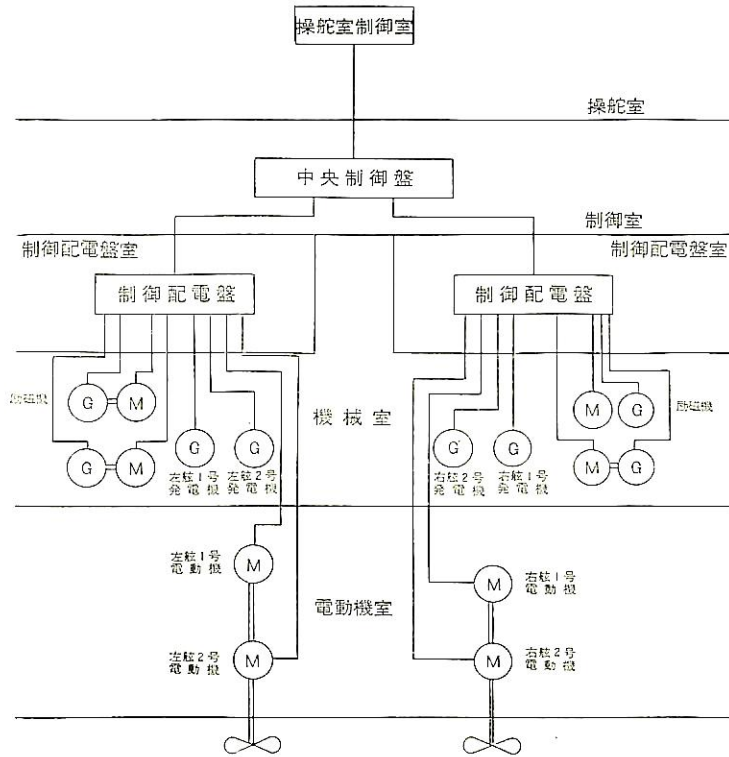 操舵室制御室
操舵室
中央制御盤
制御室
制御配電盤室
制御配電盤室
制御配電盤
制御配電盤
励磁機
G
M
M
G
励磁機
機械室
G
M
G
G
G
G
M
G
左舷1号
発電機
左舷2号
発電機
右舷2号
発電機
右舷1号
発電機
左舷1号
電動機
M
M
右舷1号
電動機
電動機室
左舷2号
電動機
M
M
右舷2号
電動機